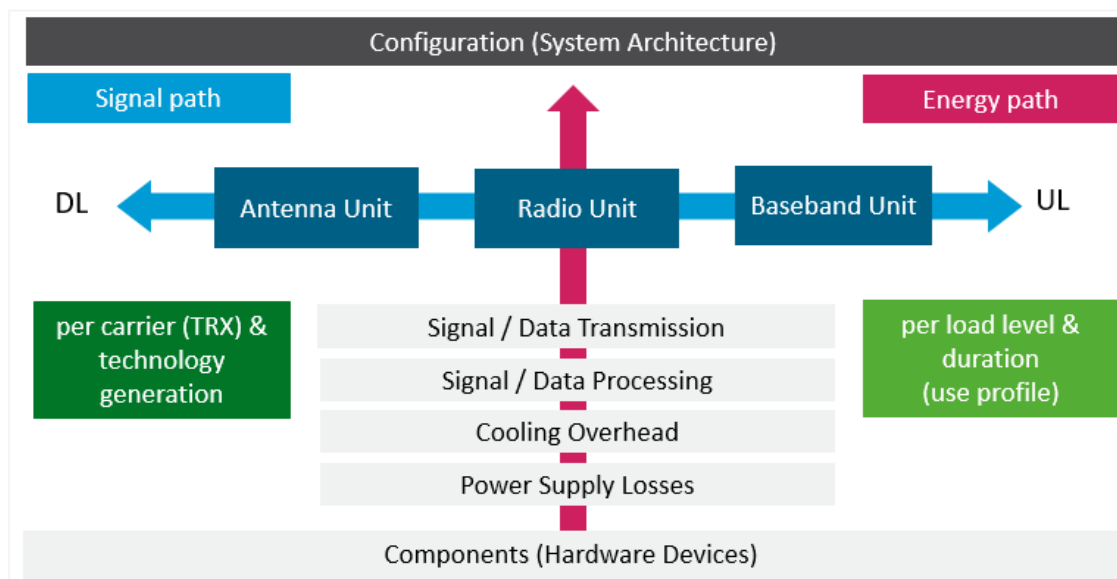 Configuration (System Architecture)
Signal path
Energy path
DL
Antenna Unit
Radio Unit
Baseband Unit
UL
per carrier (TRX) &
technology
generation
Signal / Data Transmission
Signal / Data Processing
Cooling Overhead
Power Supply Losses
per load level &
duration
(use profile)
Components (Hardware Devices)